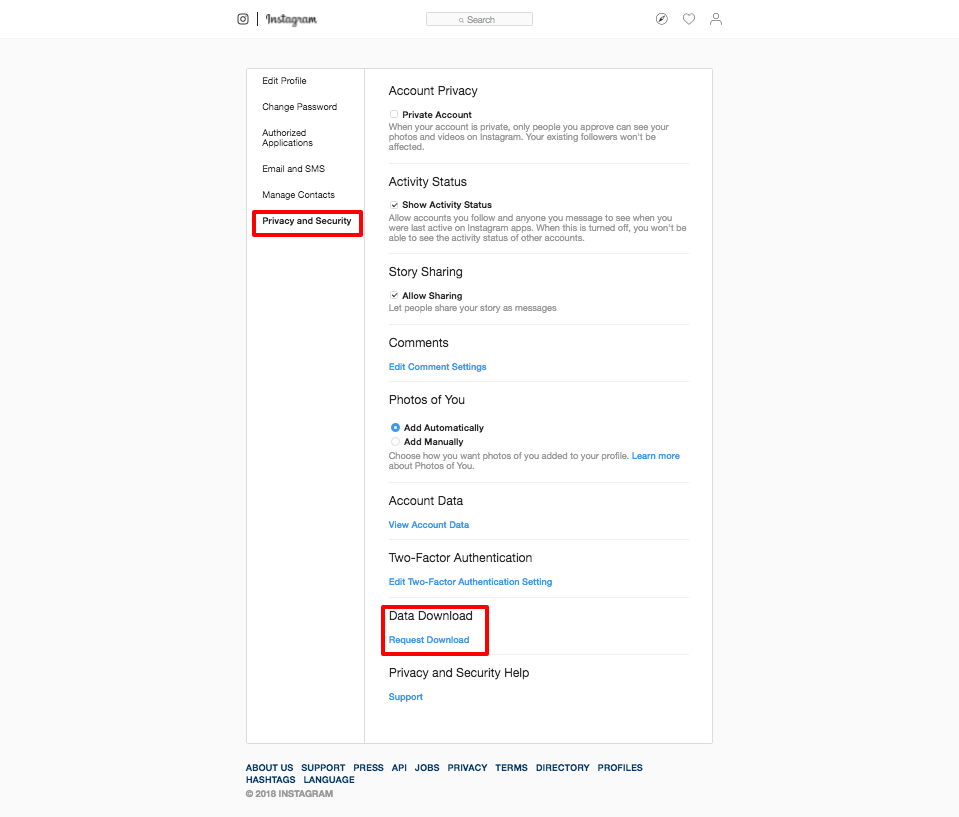 Instagram
Search
Edit Profile
Change Password
Authorized
Applications
Email and SMS
Manage Contacts
Privacy and Security
Account Privacy
Private Account
When your account is private, only people you approve can see your
photos and videos on Instagram. Your existing followers won't be
affected.
Activity Status
Show Activity Status
Allow accounts you follow and anyone you message to see when you
were last active on Instagram apps. When this is turned off, you won't be
able to see the activity status of other accounts.
Story Sharing
Allow Sharing
Let people share your story as messages
Comments
Edit Comment Settings
Photos of You
Add Automatically
Add Manually
Choose how you want photos of you added to your profile. Learn more
about Photos of You.
Account Data
View Account Data
Two-Factor Authentication
Edit Two-Factor Authentication Setting
Data Download
Request Download
Privacy and Security Help
Support
ABOUT US SUPPORT PRESS API JOBS PRIVACY TERMS DIRECTORY PROFILES
HASHTAGS LANGUAGE
© 2018 INSTAGRAM